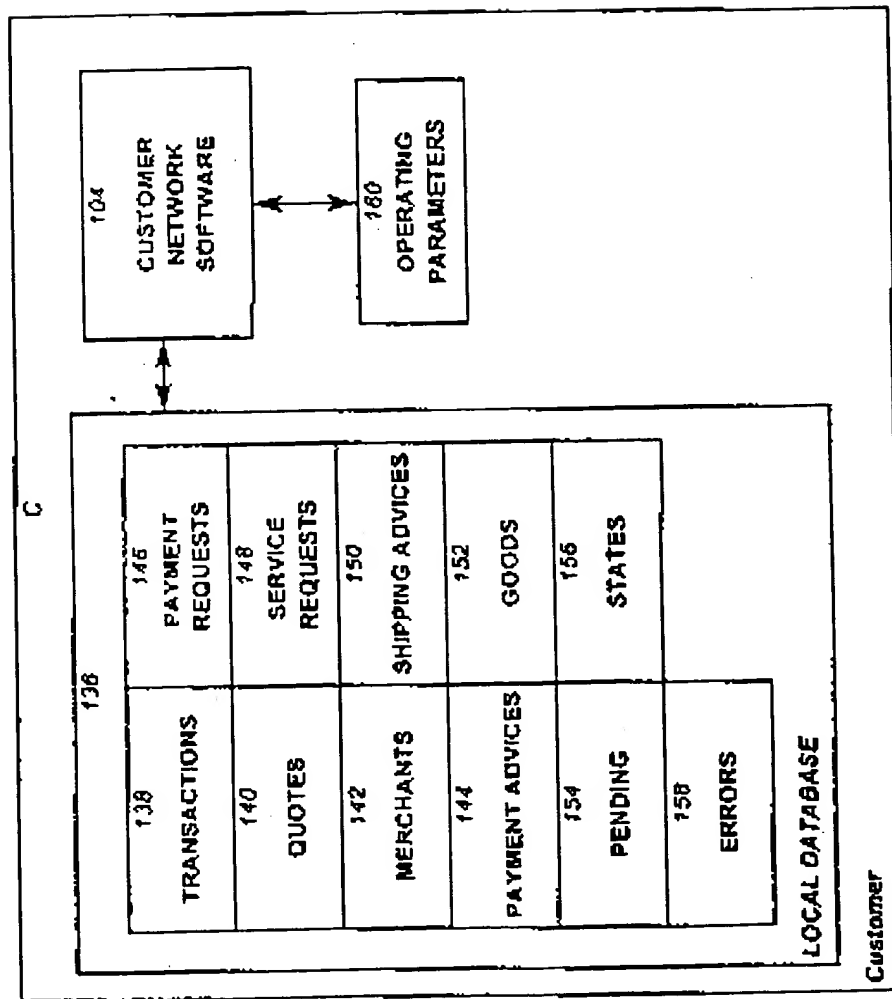 C
136
138
TRANSACTIONS
146
PAYMENT
REQUESTS
140
QUOTES
148
SERVICE
REQUESTS
142
MERCHANTS
150
SHIPPING ADVICES
144
PAYMENT ADVICES
152
GOODS
154
PENDING
156
STATES
158
ERRORS
LOCAL DATABASE
104
CUSTOMER
NETWORK
SOFTWARE
160
OPERATING
PARAMETERS
Customer